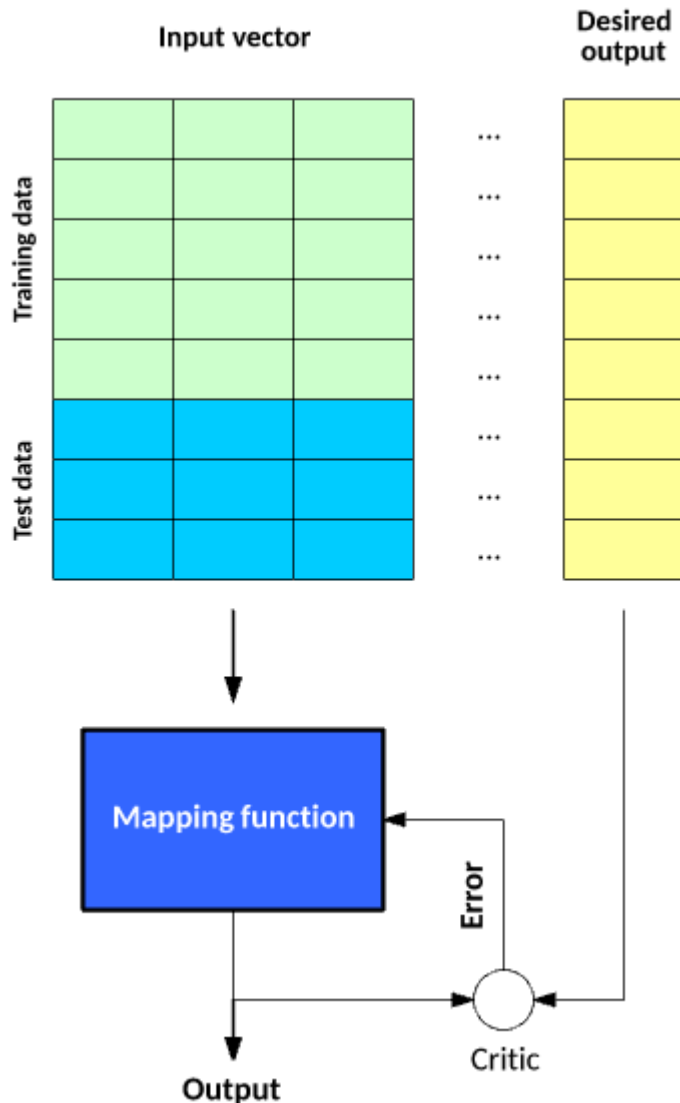 Input vector
Desired
output
Training data
...
...
...
...
...
Test data
...
...
...
Mapping function
Error
Critic
Output